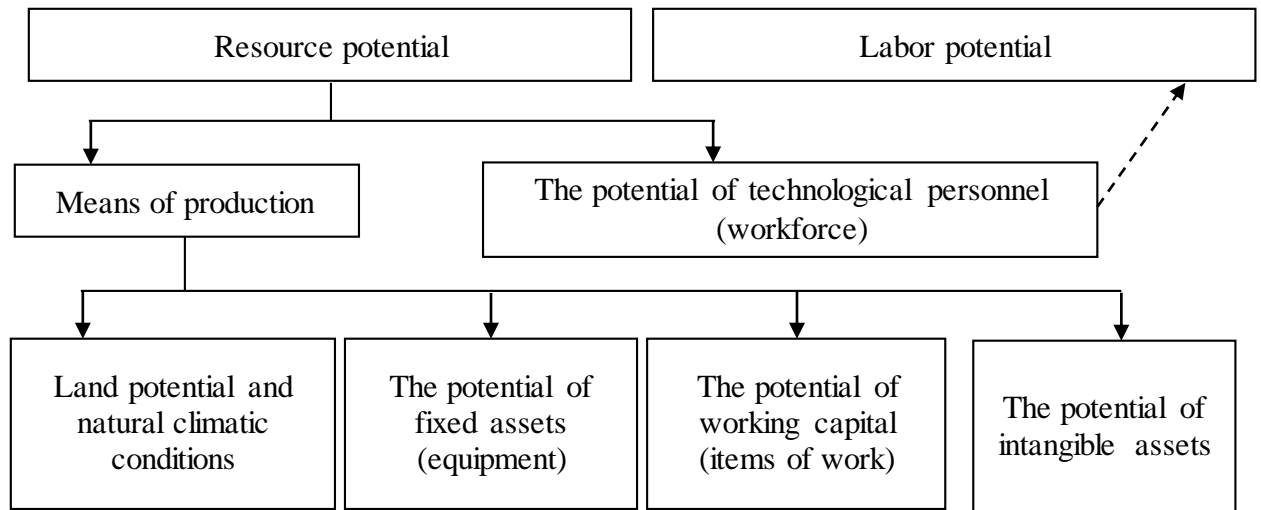 Resource potential
Labor potential
Means of production
The potential of technological personnel
(workforce)
Land potential and
natural climatic
conditions
The potential of
fixed assets
(equipment)
The potential of
working capital
(items of work)
The potential of
intangible assets